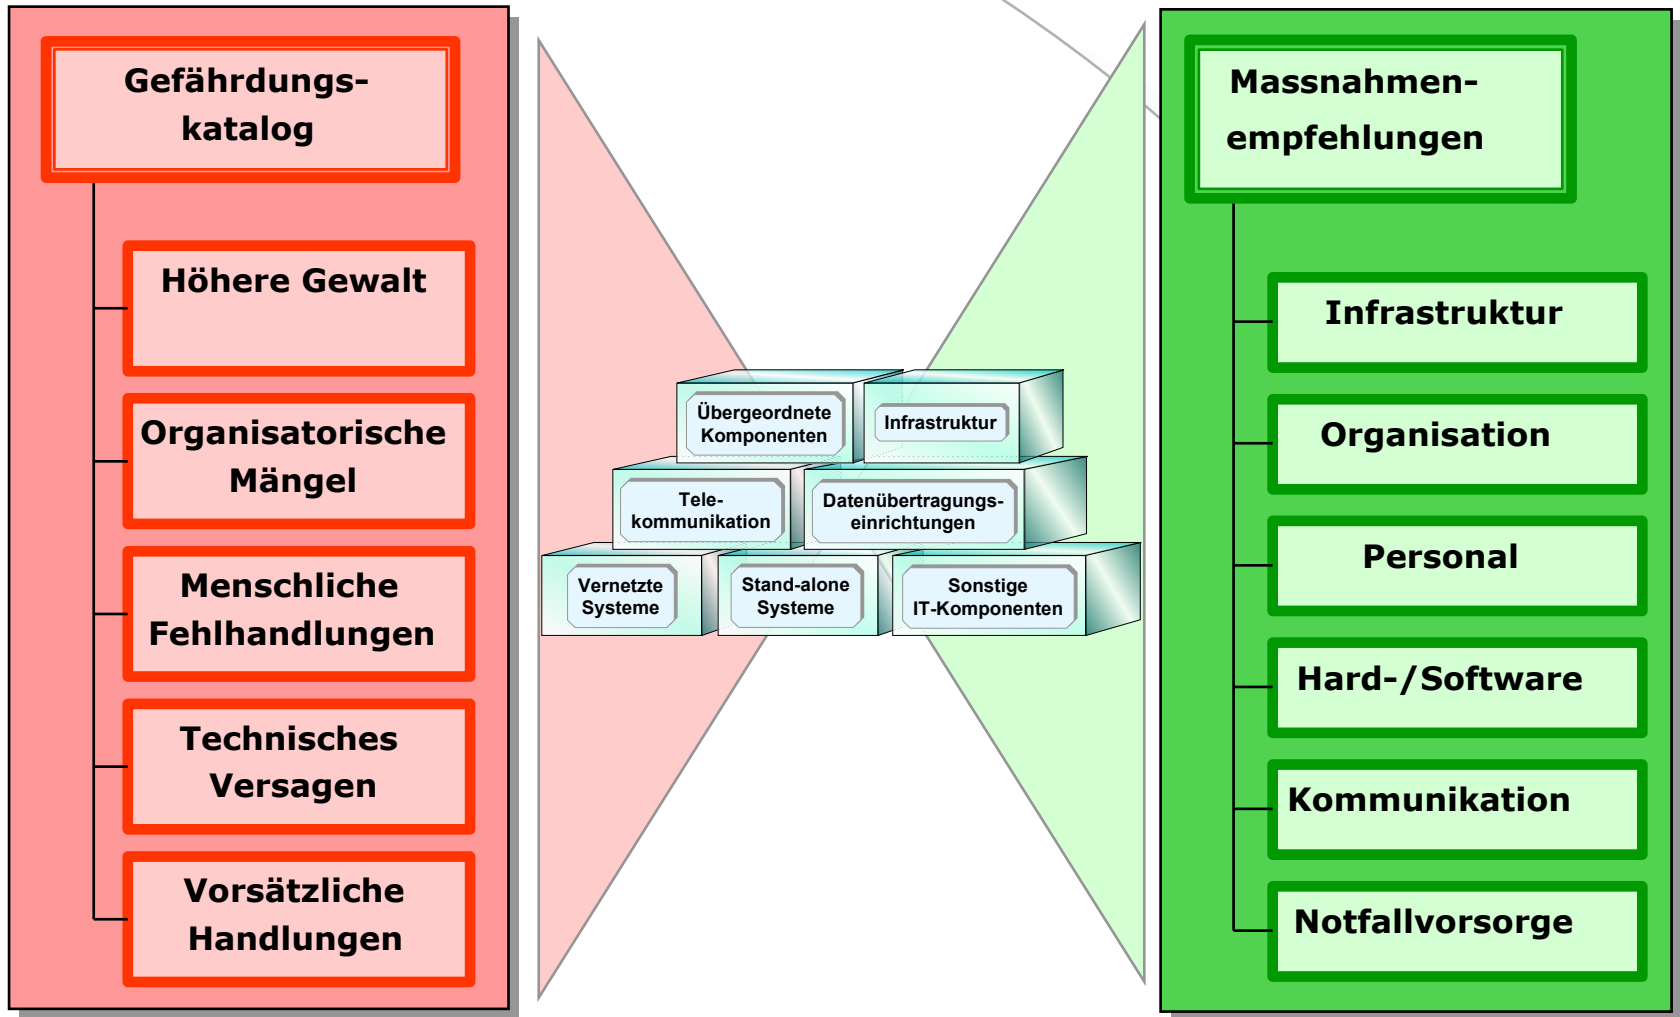 Gefährdungs-
katalog
Höhere Gewalt
Organisatorische
Mängel
Menschliche
Fehlhandlungen
Technisches
Versagen
Vorsätzliche
Handlungen
Übergeordnete
Komponenten
Infrastruktur
Tele-
kommunikation
Datenübertragungs-
einrichtungen
Vernetzte
Systeme
Stand-alone
Systeme
Sonstige
IT-Komponenten
Massnahmen-
empfehlungen
Infrastruktur
Organisation
Personal
Hard-/Software
Kommunikation
Notfallvorsorge